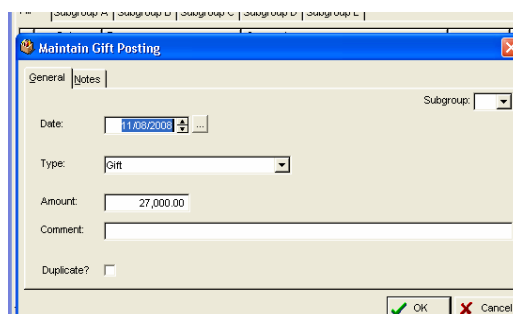 Subgroup A Subgroup B Subgroup C Subgroup D Subgroup E
Maintain Gift Posting
General Notes
Subgroup:
Date: 11/08/2008 ...
Type: Gift
Amount: 27,000.00
Comment:
Duplicate?
OK Cancel